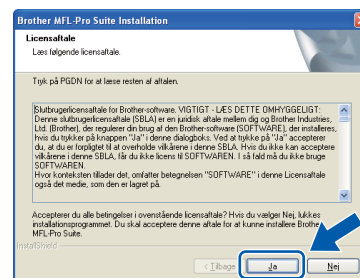 Brother MFL-Pro Suite Installation
Licensaftale
Læs følgende licensaftale.
Tryk på PGDN for at læse resten af aftalen.
Slutbrugerlicensaftale for Brother-software. VIGTIGT - LÆS DETTE OMHYGGELIGT:
Denne slutbrugerlicensaftale (SBLA) er en juridisk aftale mellem dig og Brother Industries,
Ltd. (Brother), der regulerer din brug af den Brother-software (SOFTWARE), der installeres,
hvis du trykker på knappen "Ja" i denne dialogboks. Ved at trykke på "Ja" accepterer
du, at du er forpligtet til at overholde vilkårene i denne SBLA. Hvis du ikke kan acceptere
vilkårene i denne SBLA, får du ikke licens til SOFTWAREN. I så fald må du ikke bruge
SOFTWAREN.
Hvor konteksten tillader det, omfatter betegnelsen "SOFTWARE" i denne Licensaftale
også det medie, som den er lagret på.
Accepterer du alle betingelser i ovenstående licensaftale? Hvis du vælger Nej, lukkes
installationsprogrammet. Du skal acceptere denne aftale for at kunne installere Brother
MFL-Pro Suite.
InstallShield
< Tilbage
Ja
Nej